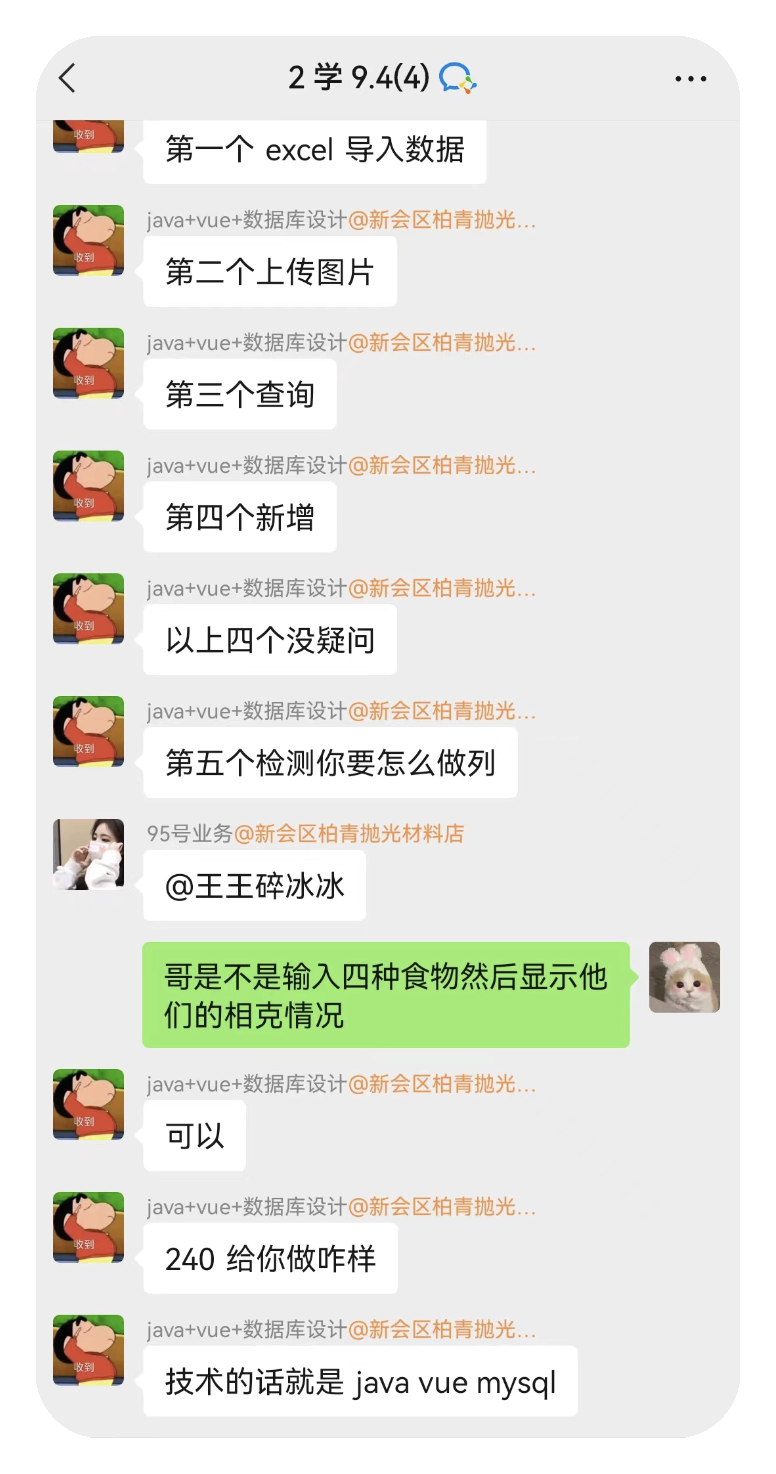 2 学 9.4(4)
收到
第一个 excel 导入数据
java+vue+数据库设计@新会区柏青抛光...
收到
第二个上传图片
java+vue+数据库设计@新会区柏青抛光...
收到
第三个查询
java+vue+数据库设计@新会区柏青抛光...
收到
第四个新增
java+vue+数据库设计@新会区柏青抛光...
收到
以上四个没疑问
java+vue+数据库设计@新会区柏青抛光...
收到
第五个检测你要怎么做列
95号业务@新会区柏青抛光材料店
@王王碎冰冰
哥是不是输入四种食物然后显示他
们的相克情况
java+vue+数据库设计@新会区柏青抛光...
收到
可以
java+vue+数据库设计@新会区柏青抛光...
收到
240 给你做咋样
java+vue+数据库设计@新会区柏青抛光...
收到
技术的话就是 java vue mysql